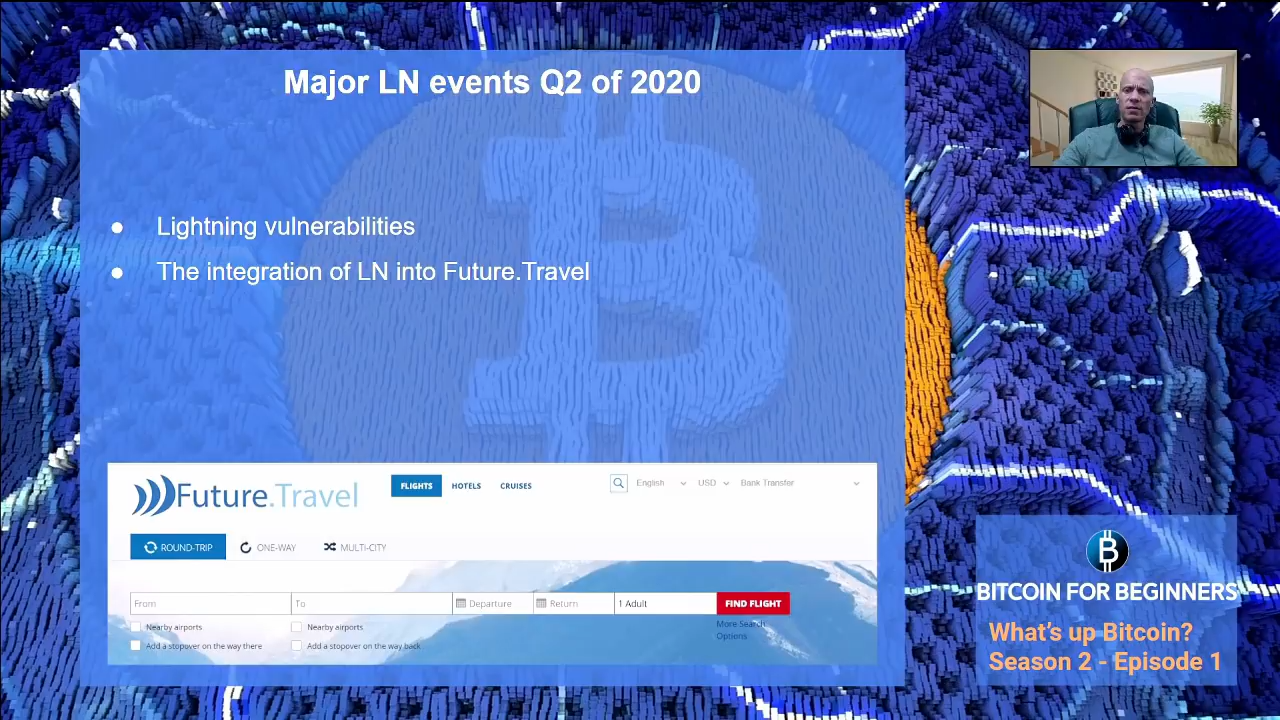 Major LN events Q2 of 2020
● Lightning vulnerabilities
● The integration of LN into Future.Travel
Future.Travel
FLIGHTS HOTELS CRUISES
English USD Bank Transfer
ROUND-TRIP ONE-WAY MULTI-CITY
From To Departure Return 1 Adult FIND FLIGHT
Nearby airports Nearby airports More Search
Options
Add a stopover on the way there Add a stopover on the way back
BITCOIN FOR BEGINNERS
What's up Bitcoin?
Season 2 - Episode 1